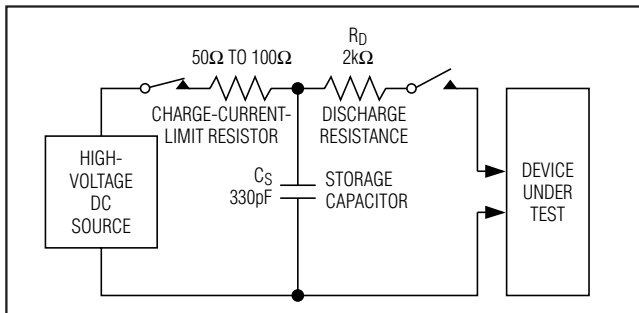 50Ω TO 100Ω
CHARGE-CURRENT-
LIMIT RESISTOR
RD
2kΩ
DISCHARGE
RESISTANCE
HIGH-
VOLTAGE
DC
SOURCE
CS
330pF
STORAGE
CAPACITOR
DEVICE
UNDER
TEST